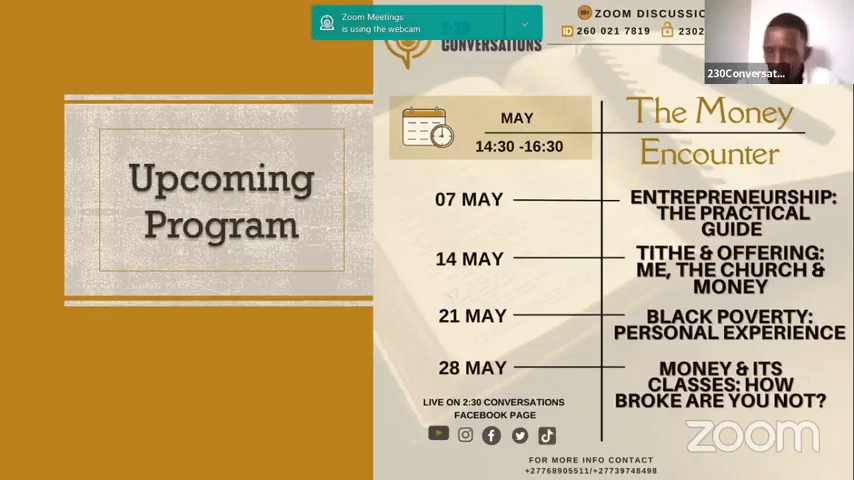 Zoom Meetings
is using the webcam
Upcoming
Program
2:30
CONVERSATIONS
ZOOM DISCUSSIO
ID 260 021 7819
2302
230Conversat...
MAY
14:30 -16:30
The Money
Encounter
07 MAY
ENTREPRENEURSHIP:
THE PRACTICAL
GUIDE
14 MAY
TITHE & OFFERING:
ME, THE CHURCH &
MONEY
21 MAY
BLACK POVERTY:
PERSONAL EXPERIENCE
28 MAY
MONEY & ITS
CLASSES: HOW
BROKE ARE YOU NOT?
LIVE ON 2:30 CONVERSATIONS
FACEBOOK PAGE
FOR MORE INFO CONTACT
+27768905511/+27739748498
zoom